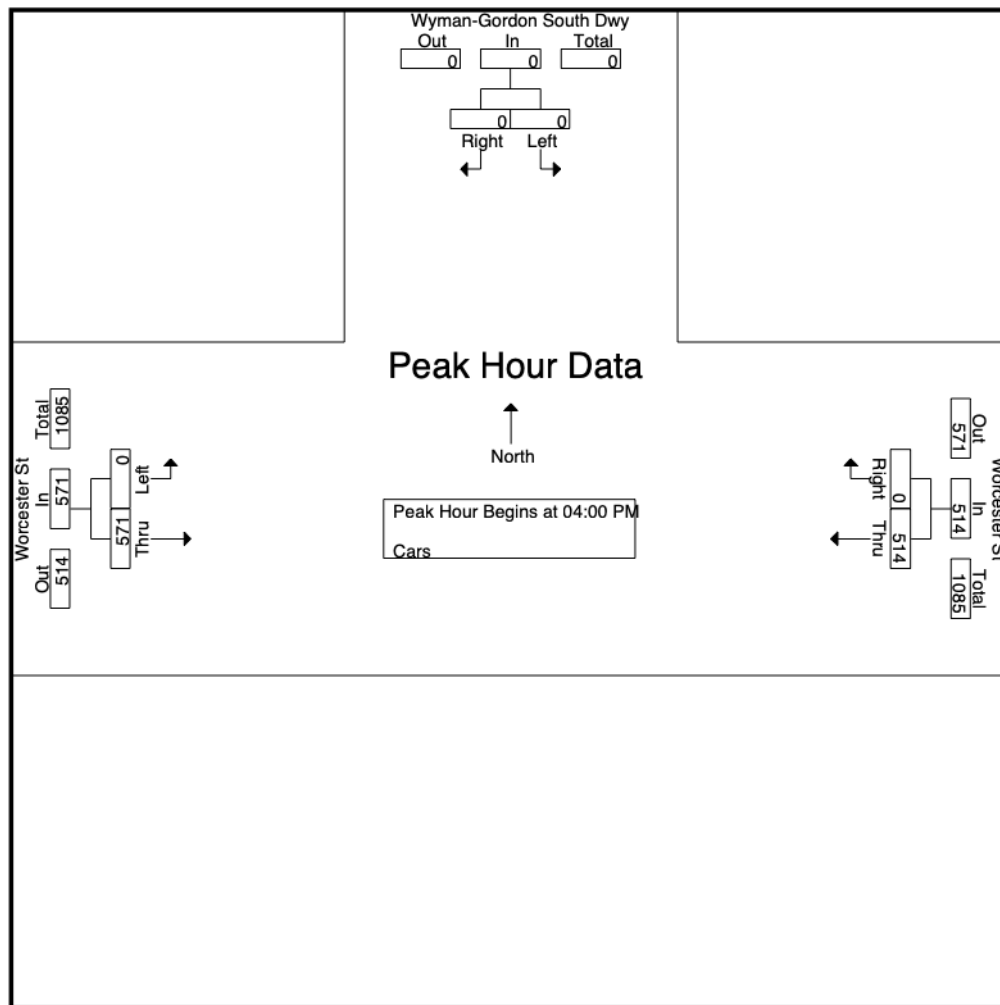 Wyman-Gordon South Dwy
Out In Total
0 0 0
0 0
Right Left
Peak Hour Data
North
Peak Hour Begins at 04:00 PM
Cars
Worcester St
Total In Out
1085 571 514
0 571
Left Thru
Worcester St
Out In Total
571 514 1085
0 514
Right Thru